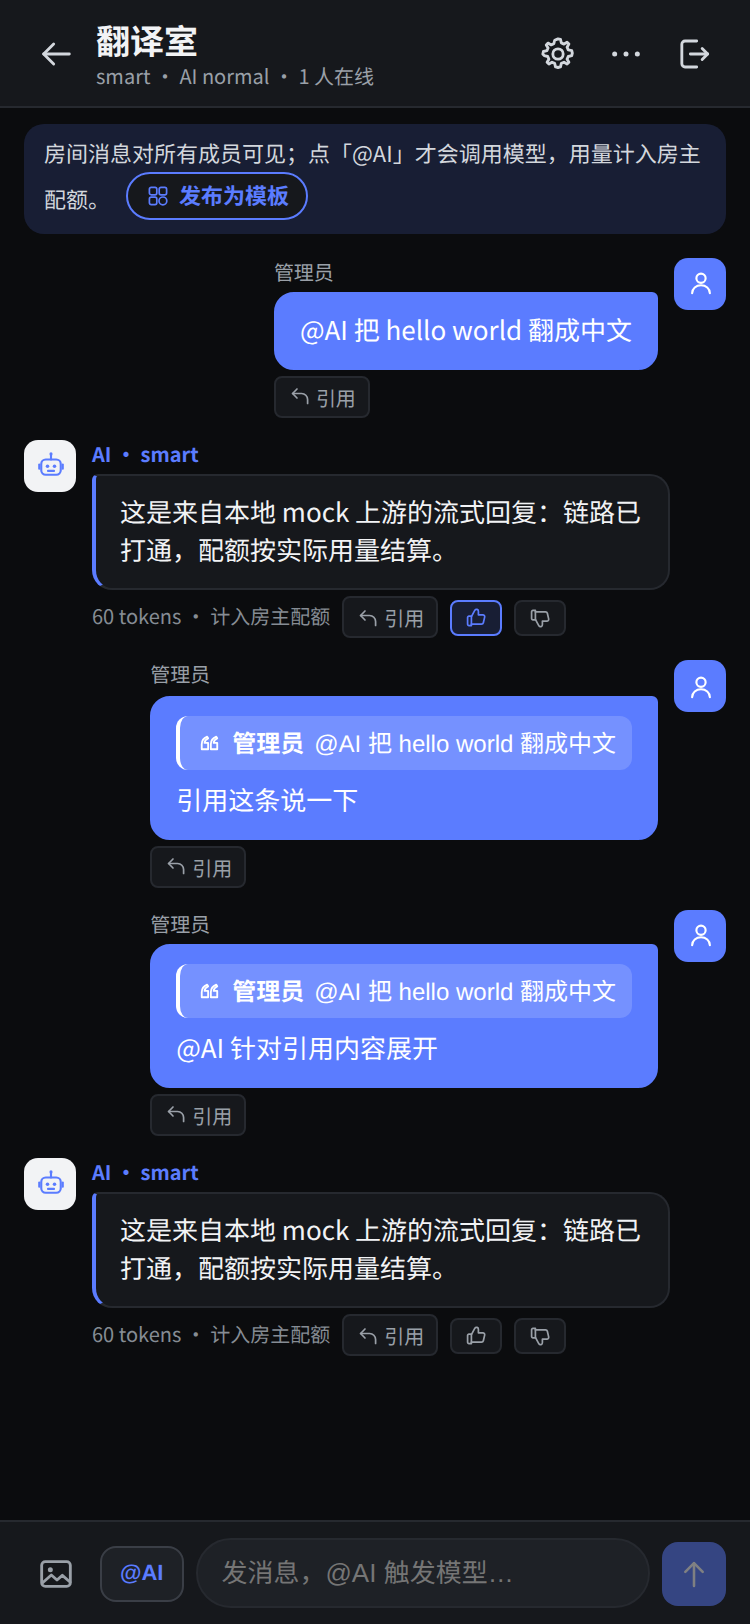 翻译室
smart • AI normal • 1 人在线
房间消息对所有成员可见；点「@AI」才会调用模型，用量计入房主
配额。 发布为模板
管理员
@AI 把 hello world 翻成中文
引用
AI • smart
这是来自本地 mock 上游的流式回复：链路已
打通，配额按实际用量结算。
60 tokens • 计入房主配额 引用
管理员
管理员 @AI 把 hello world 翻成中文
引用这条说一下
引用
管理员
管理员 @AI 把 hello world 翻成中文
@AI 针对引用内容展开
引用
AI • smart
这是来自本地 mock 上游的流式回复：链路已
打通，配额按实际用量结算。
60 tokens • 计入房主配额 引用
@AI 发消息，@AI 触发模型...